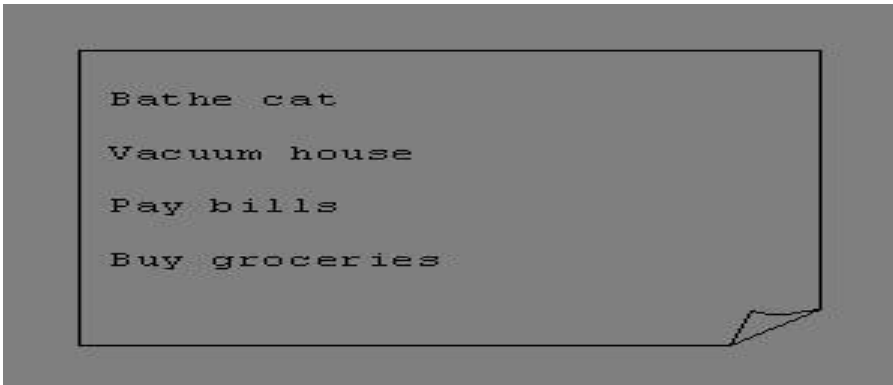 Bathe cat
Vacuum house
Pay bills
Buy groceries